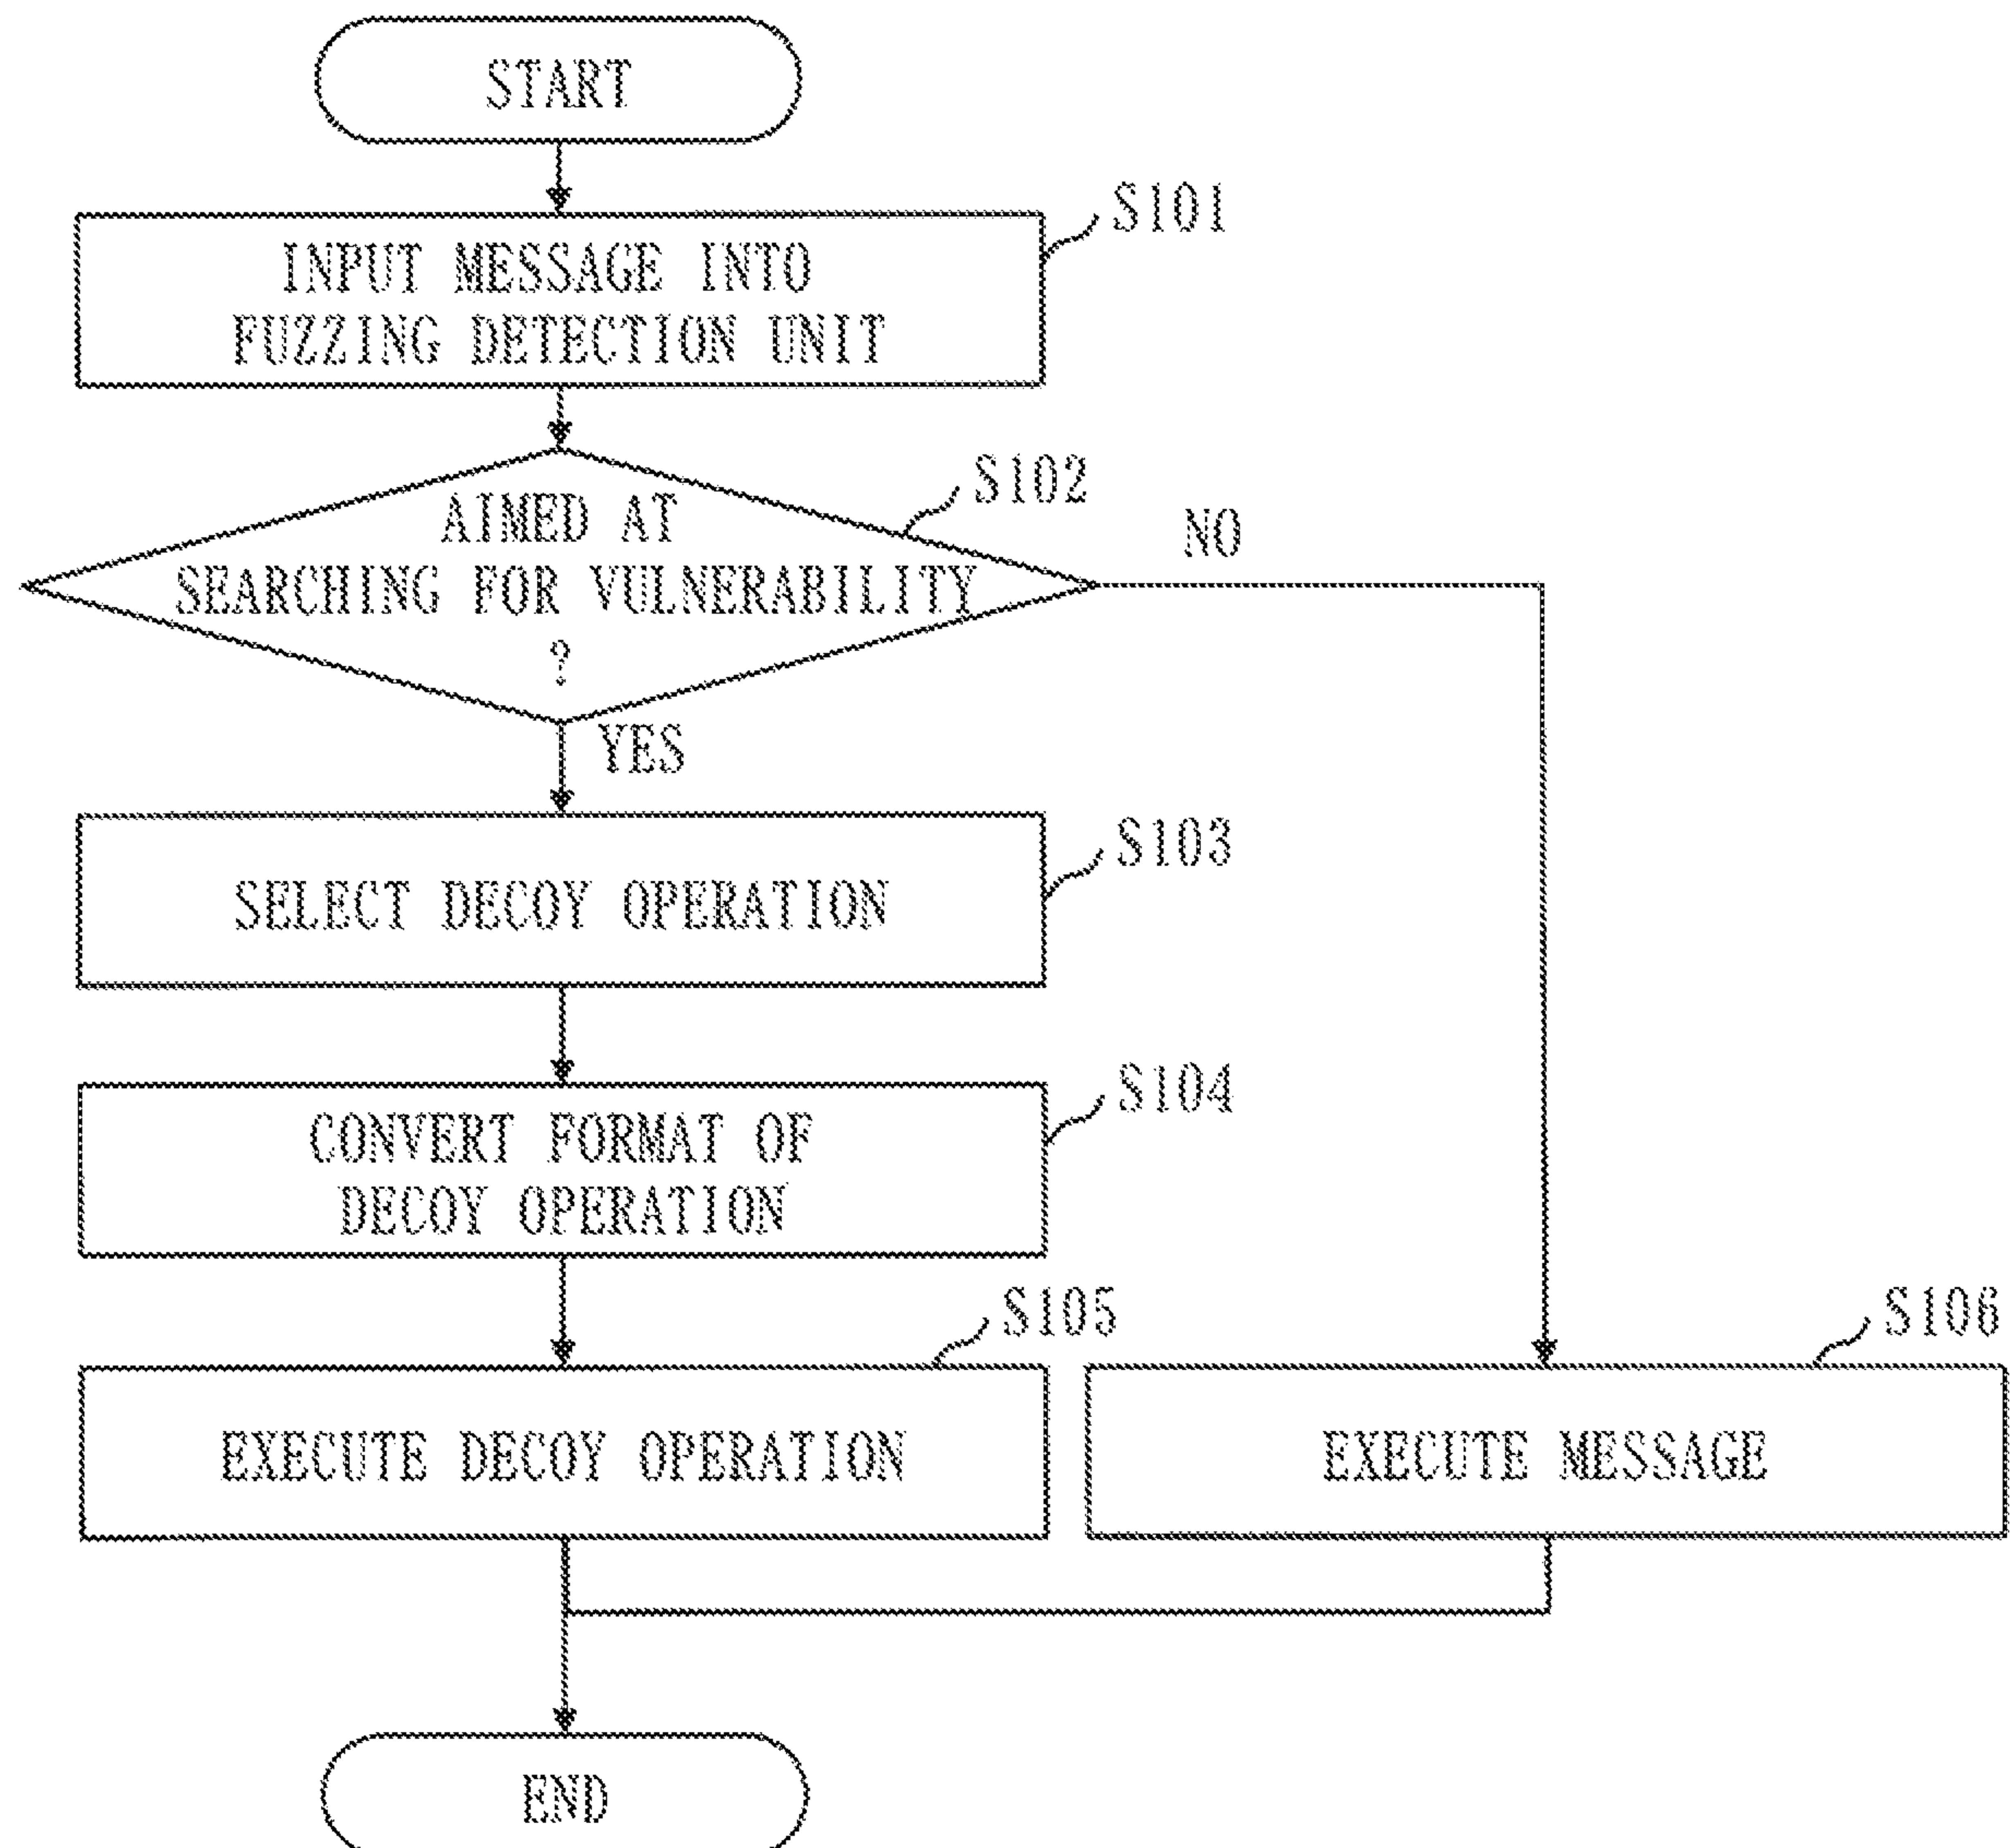 START
S101
INPUT MESSAGE INTO
FUZZING DETECTION UNIT
S102
AIMED AT
SEARCHING FOR VULNERABILITY
?
NO
YES
S103
SELECT DECOY OPERATION
S104
CONVERT FORMAT OF
DECOY OPERATION
S105
EXECUTE DECOY OPERATION
S106
EXECUTE MESSAGE
END